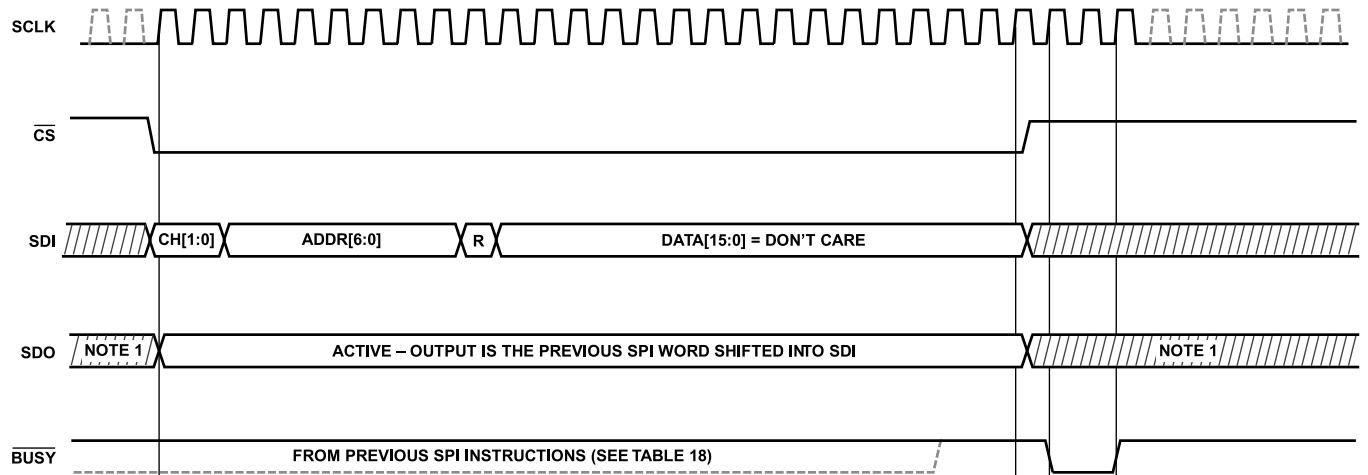 SCLK
CS
SDI CH[1:0] ADDR[6:0] R DATA[15:0] = DON'T CARE
SDO NOTE 1 ACTIVE – OUTPUT IS THE PREVIOUS SPI WORD SHIFTED INTO SDI NOTE 1
BUSY FROM PREVIOUS SPI INSTRUCTIONS (SEE TABLE 18)